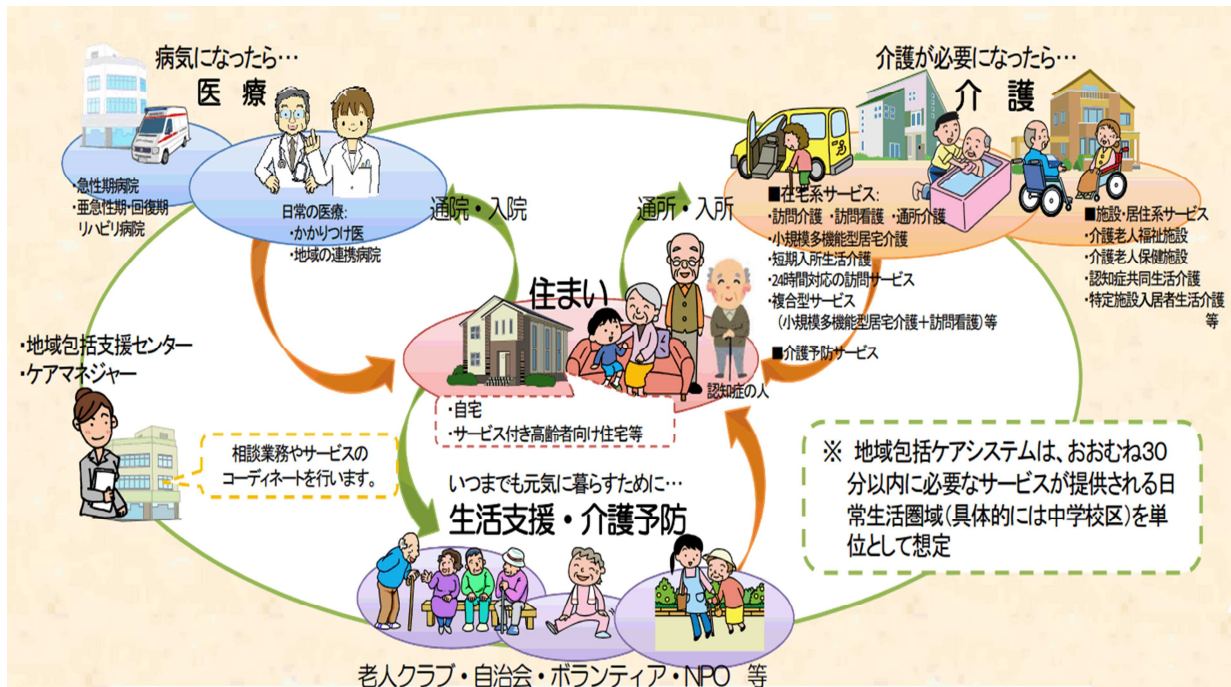 病気になったら…
医 療
・急性期病院
・亜急性期・回復期
リハビリ病院
日常の医療:
・かかりつけ医
・地域の連携病院
通院・入院
通所・入所
介護が必要になったら…
介 護
■在宅系サービス:
・訪問介護 ・訪問看護 ・通所介護
・小規模多機能型居宅介護
・短期入所生活介護
・24時間対応の訪問サービス
・複合型サービス
(小規模多機能型居宅介護+訪問看護)等
■介護予防サービス
■施設・居住系サービス
・介護老人福祉施設
・介護老人保健施設
・認知症共同生活介護
・特定施設入居者生活介護
等
住まい
認知症の人
・自宅
・サービス付き高齢者向け住宅等
・地域包括支援センター
・ケアマネジャー
相談業務やサービスの
コーディネートを行います。
いつまでも元気に暮らすために…
生活支援・介護予防
老人クラブ・自治会・ボランティア・NPO 等
※ 地域包括ケアシステムは、おおむね30
分以内に必要なサービスが提供される日
常生活圏域(具体的には中学校区)を単
位として想定